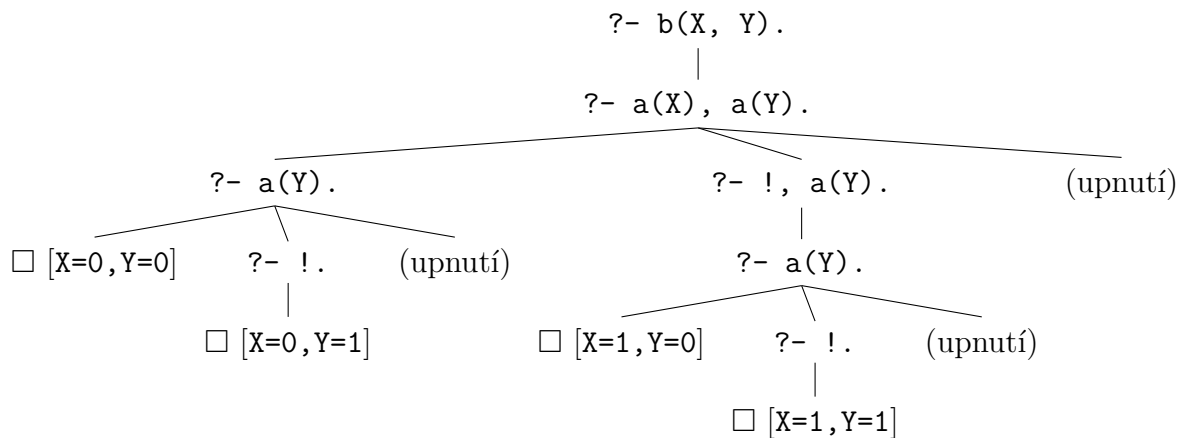 ?- b(X, Y).
?- a(X), a(Y).
?- a(Y). ?- !, a(Y). (upnutí)
□ [X=0,Y=0] ?- !. (upnutí) ?- a(Y).
□ [X=0,Y=1] □ [X=1,Y=0] ?- !. (upnutí)
□ [X=1,Y=1]